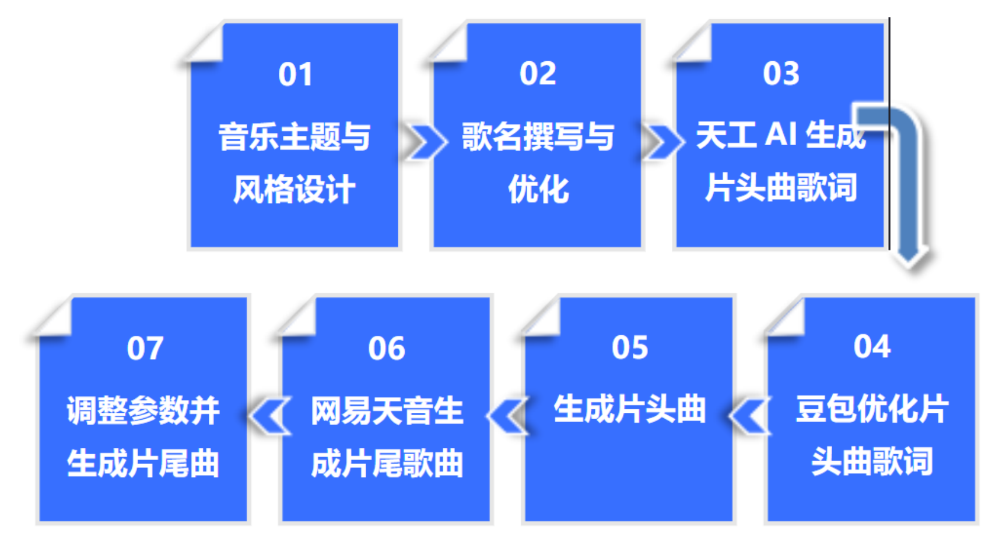 01
音乐主题与
风格设计
02
歌名撰写与
优化
03
天工 AI 生成
片头曲歌词
04
豆包优化片
头曲歌词
05
生成片头曲
06
网易天音生
成片尾歌曲
07
调整参数并
生成片尾曲